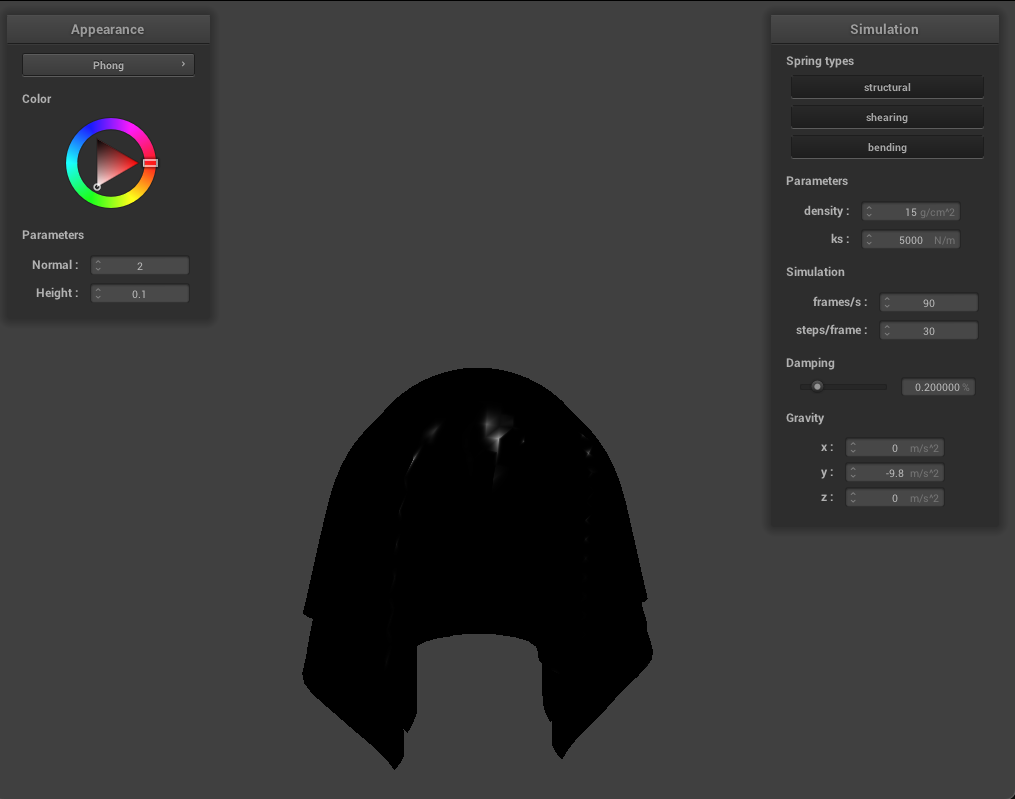 Appearance
Phong
Color
Parameters
Normal : 2
Height : 0.1
Simulation
Spring types
structural
shearing
bending
Parameters
density : 15 g/cm^2
ks : 5000 N/m
Simulation
frames/s : 90
steps/frame : 30
Damping
0.200000 %
Gravity
x : 0 m/s^2
y : -9.8 m/s^2
z : 0 m/s^2